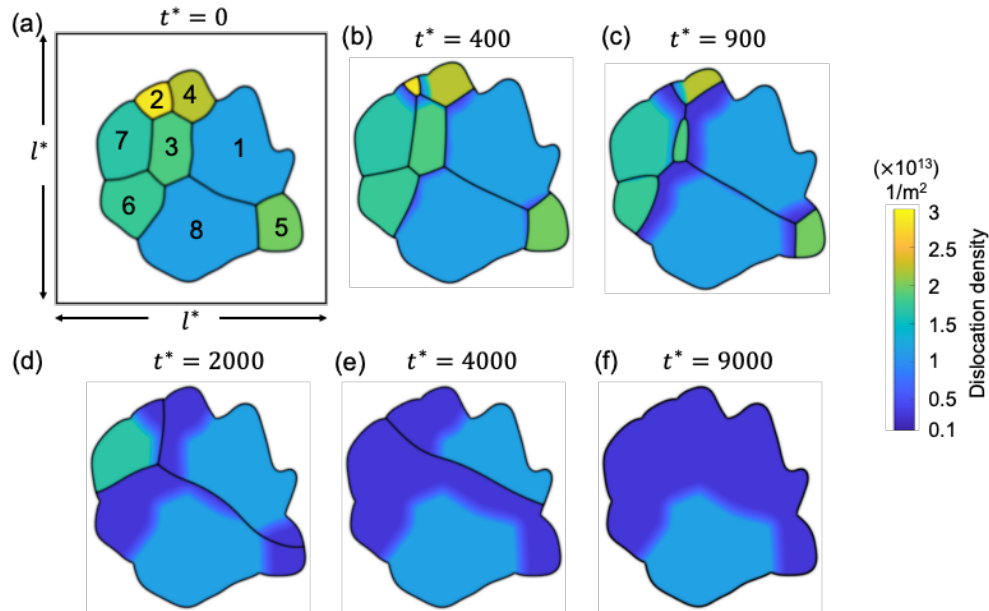 (a)
t* = 0
(b)
t* = 400
(c)
t* = 900
l*
2
4
7
3
1
6
8
5
l*
(×10¹³)
1/m²
3
2.5
2
1.5
1
0.5
0.1
Dislocation density
(d)
t* = 2000
(e)
t* = 4000
(f)
t* = 9000